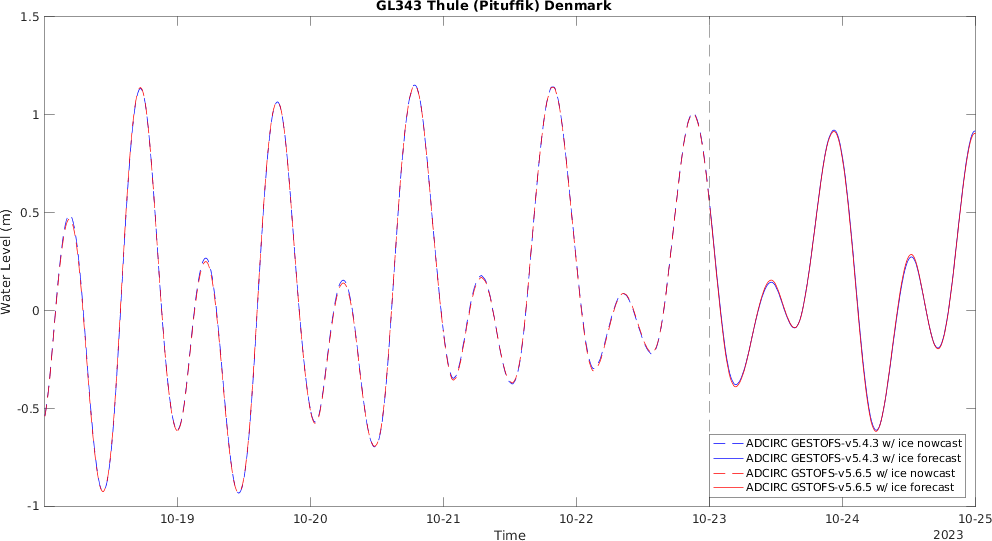 GL343 Thule (Pituffik) Denmark
Water Level (m)
1.5
1
0.5
0
-0.5
-1
10-19
10-20
10-21
10-22
10-23
10-24
10-25
Time
2023
ADCIRC GESTOFS-v5.4.3 w/ ice nowcast
ADCIRC GESTOFS-v5.4.3 w/ ice forecast
ADCIRC GSTOFS-v5.6.5 w/ ice nowcast
ADCIRC GSTOFS-v5.6.5 w/ ice forecast